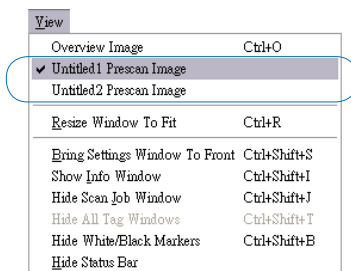 View
Overview Image Ctrl+O
✔ Untitled1 Prescan Image
Untitled2 Prescan Image
Resize Window To Fit Ctrl+R
Bring Settings Window To Front Ctrl+Shift+S
Show Info Window Ctrl+Shift+I
Hide Scan Job Window Ctrl+Shift+J
Hide All Tag Windows Ctrl+Shift+T
Hide White/Black Markers Ctrl+Shift+B
Hide Status Bar